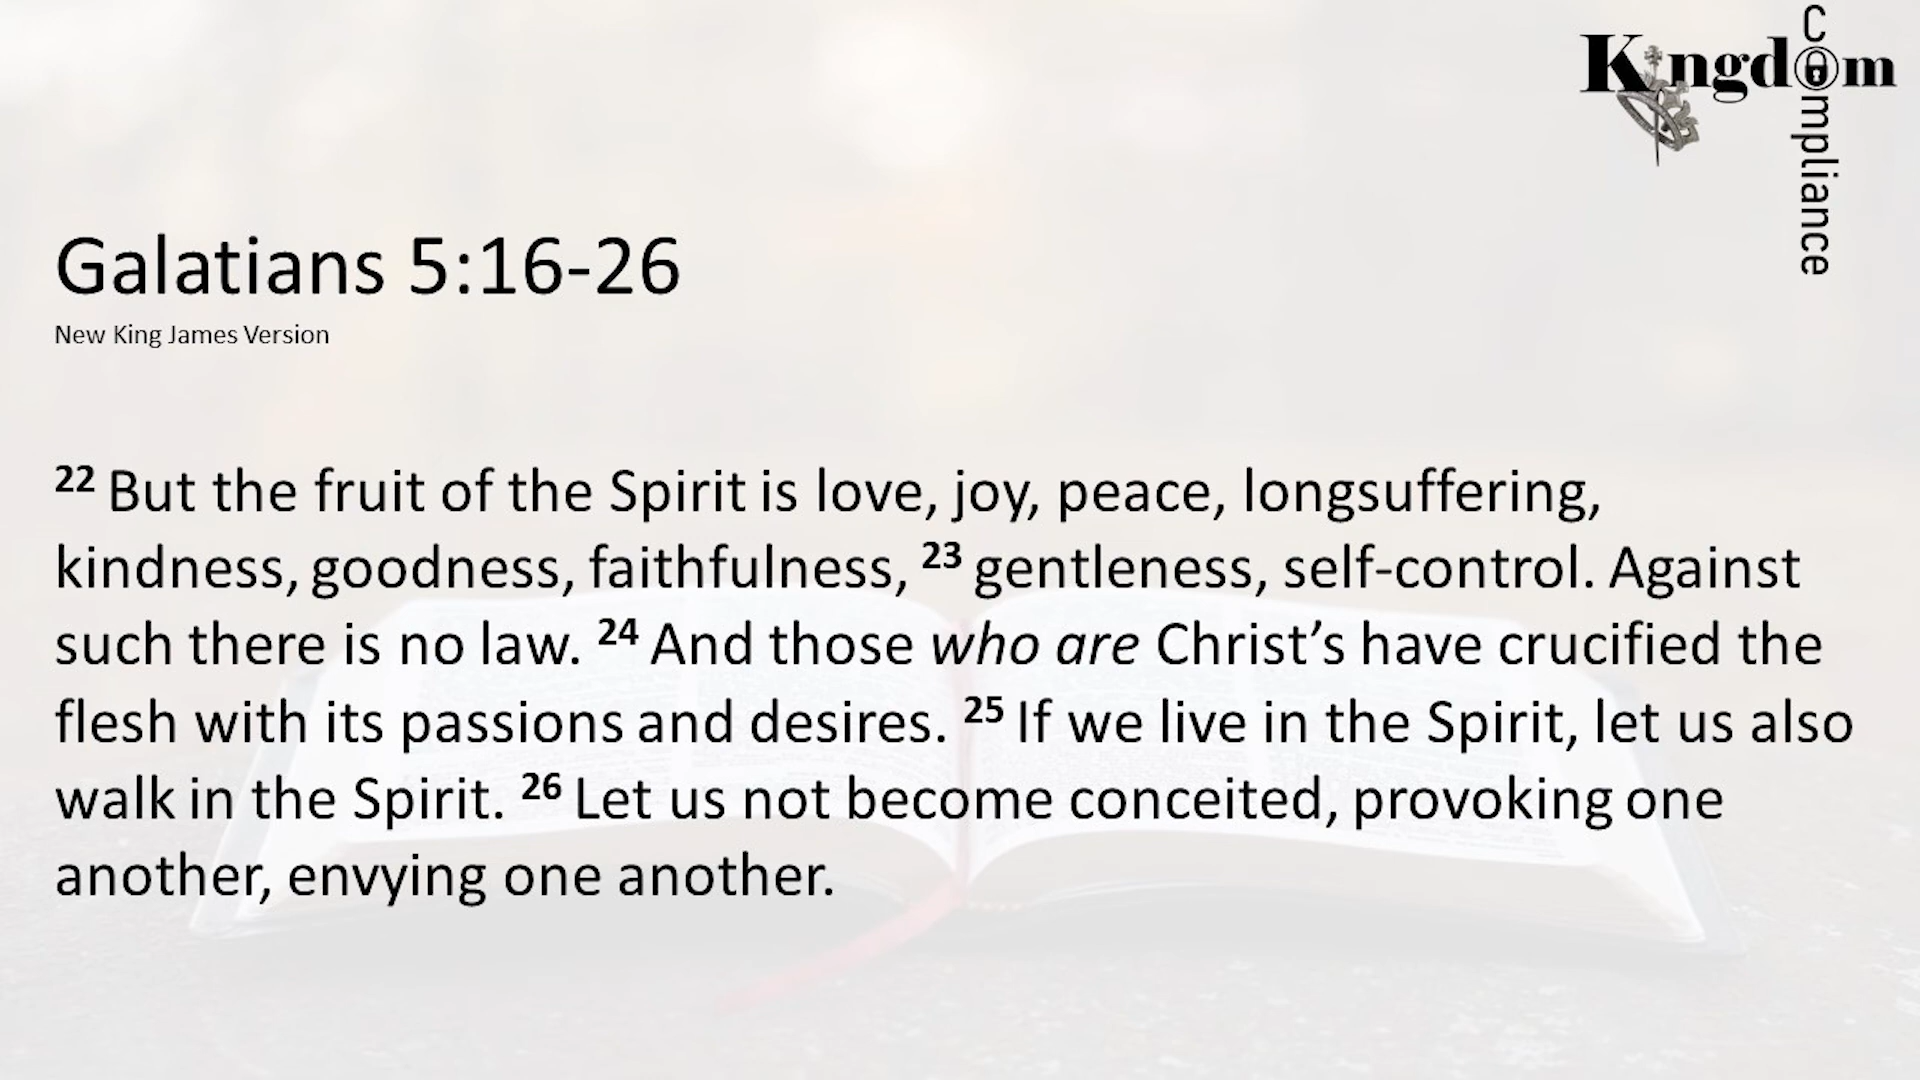 Kingdom
Compliance
Galatians 5:16-26
New King James Version
22 But the fruit of the Spirit is love, joy, peace, longsuffering,
kindness, goodness, faithfulness, 23 gentleness, self-control. Against
such there is no law. 24 And those who are Christ’s have crucified the
flesh with its passions and desires. 25 If we live in the Spirit, let us also
walk in the Spirit. 26 Let us not become conceited, provoking one
another, envying one another.